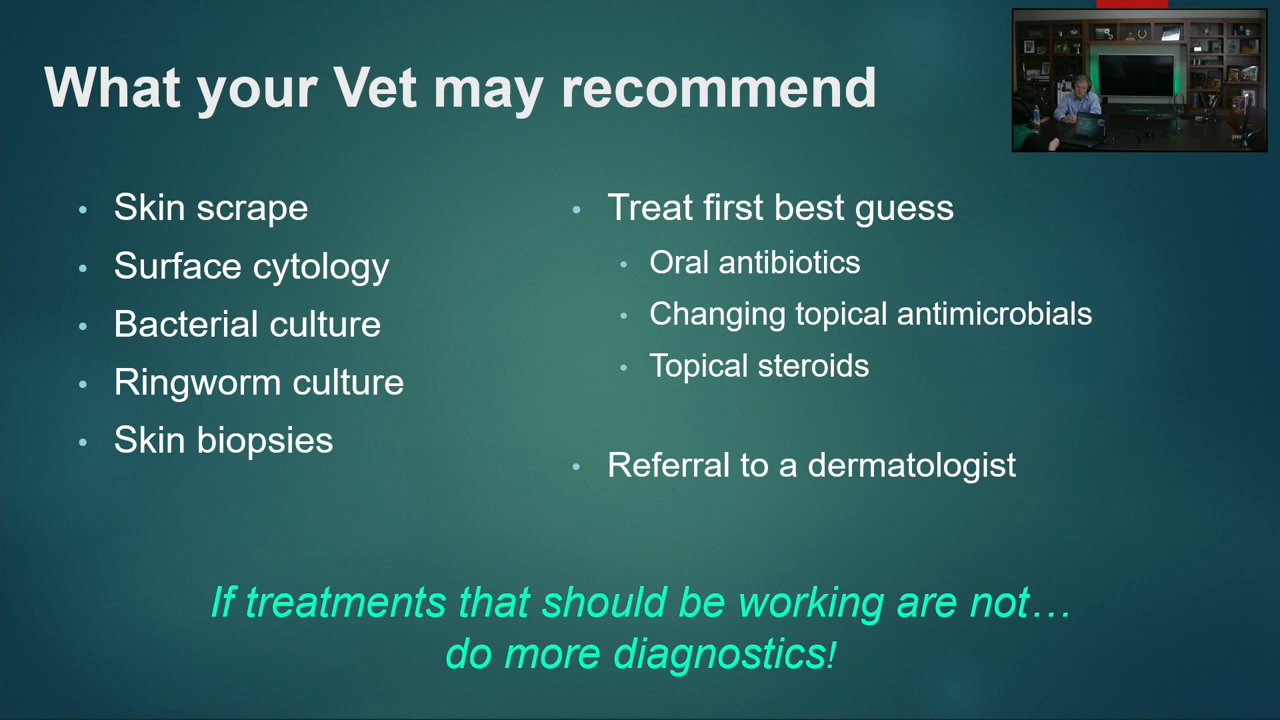 What your Vet may recommend
• Skin scrape
• Surface cytology
• Bacterial culture
• Ringworm culture
• Skin biopsies
• Treat first best guess
• Oral antibiotics
• Changing topical antimicrobials
• Topical steroids
• Referral to a dermatologist
If treatments that should be working are not…
do more diagnostics!